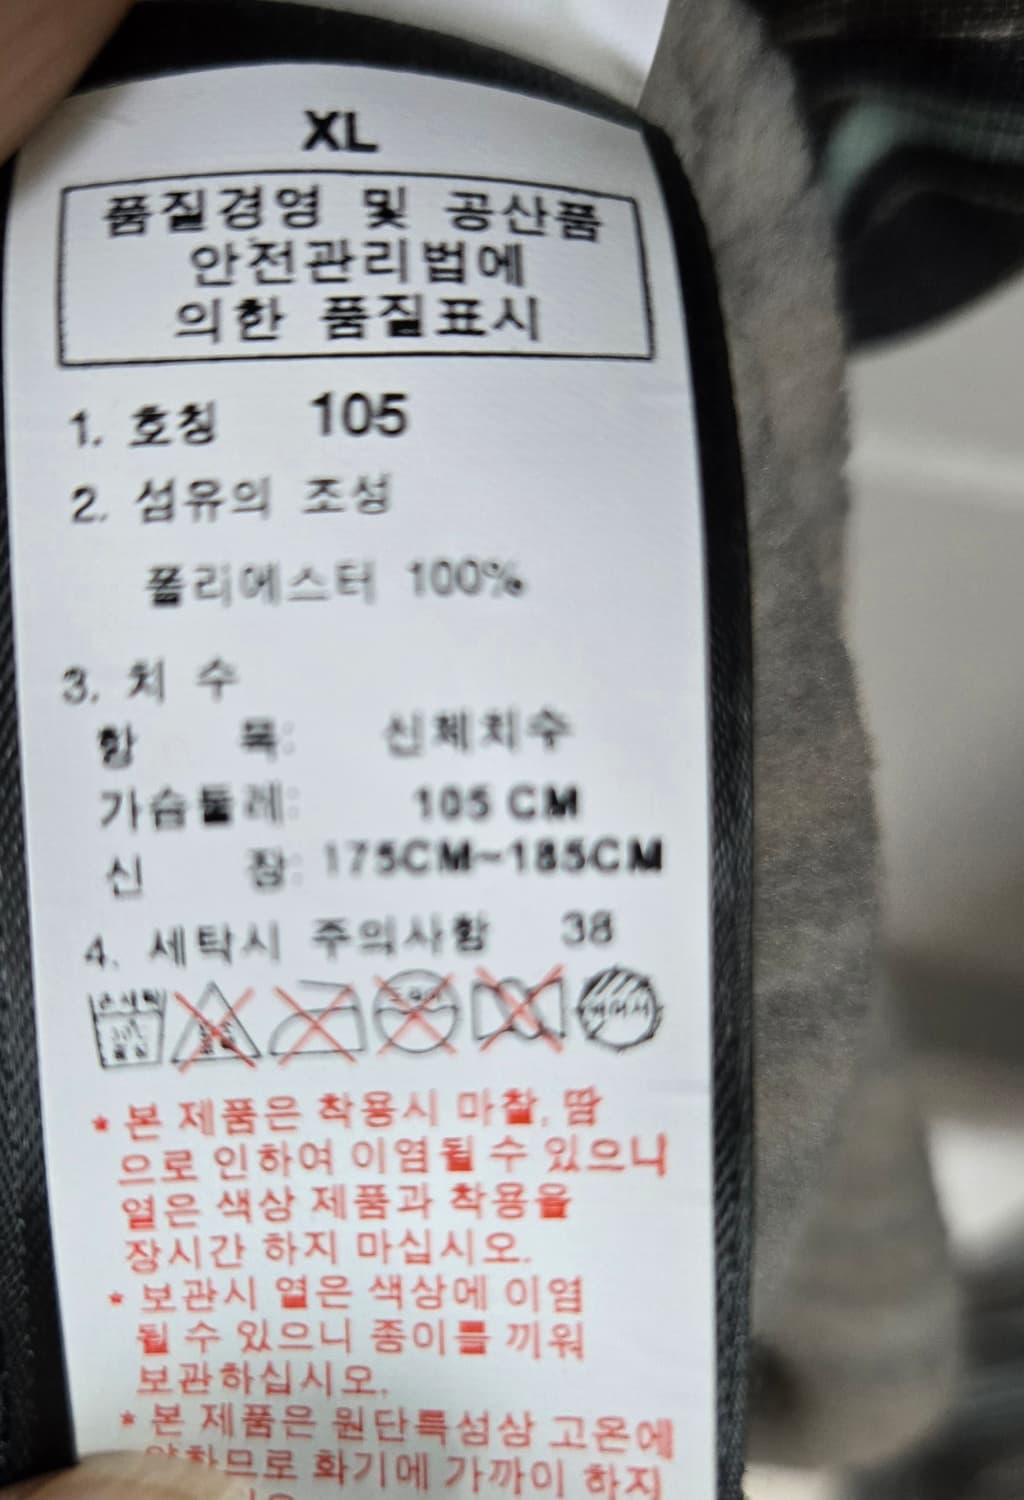 XL
품질경영 및 공산품
안전관리법에
의한 품질표시
1. 호칭 105
2. 섬유의 조성
폴리에스터 100%
3. 치 수
항 목: 신체치수
가슴둘레: 105 CM
신 장: 175CM~185CM
4. 세탁시 주의사항 38
손세탁
* 본 제품은 착용시 마찰, 땀
으로 인하여 이염될 수 있으니
열은 색상 제품과 착용을
장시간 하지 마십시오.
* 보관시 열은 색상에 이염
될 수 있으니 종이를 끼워
보관하십시오.
* 본 제품은 원단특성상 고온에
약하므로 화기에 가까이 하지